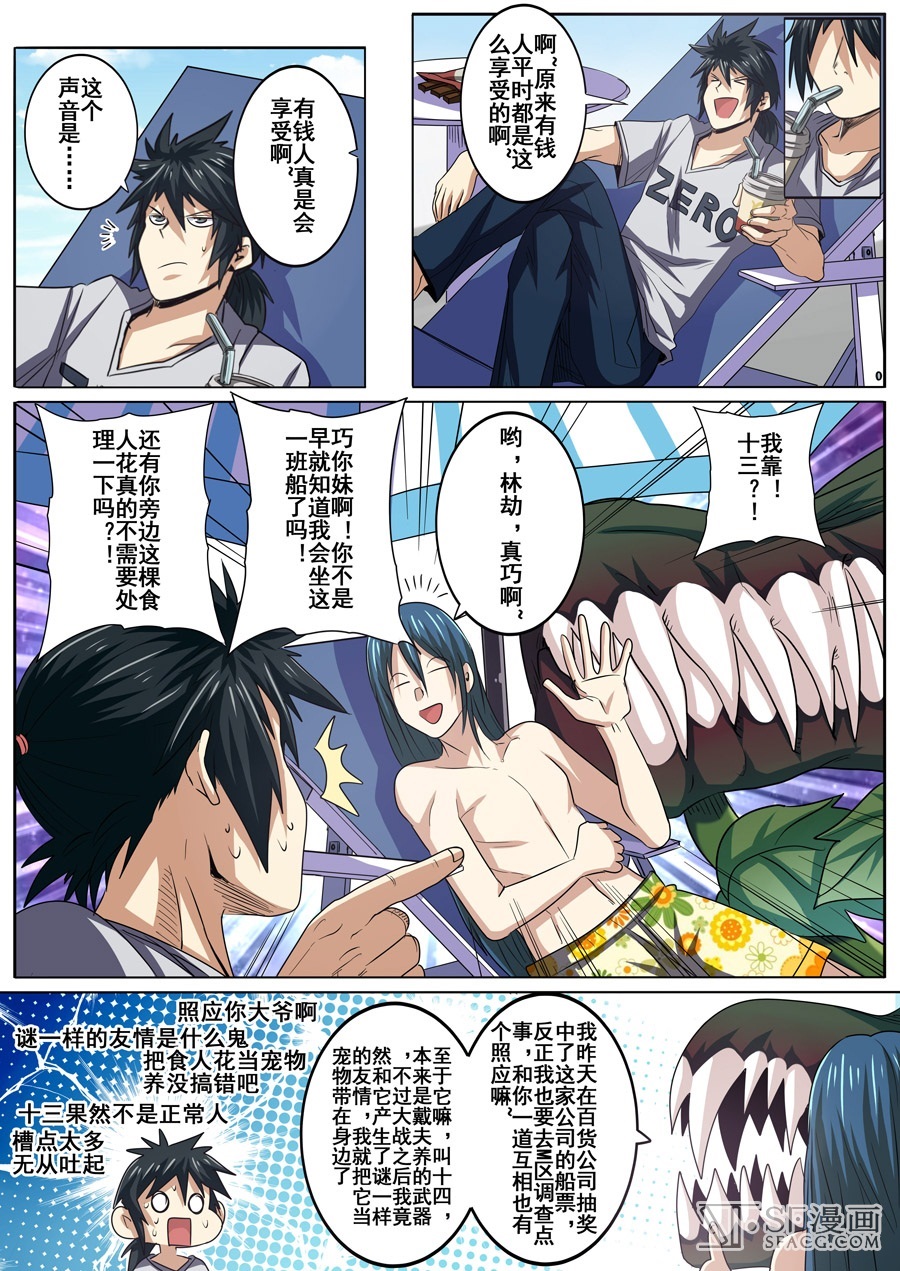 啊~原来有钱
人平时都是这
么享受的啊~
ZERO
0
有钱人真是会
享受啊~
这个
声音是……
我靠！
十三？！
哟，林劫，真巧啊~
巧你妹啊！你不是
早就知道我会坐这
一班船了吗！
还有你旁边这棵食
人花真的不需要处
理一下吗？！
我昨天在百货公司抽奖
中了这家公司的船票，
反正我也要去M区调查点
事，和你一道互相也有
个照应嘛~
至于它嘛，叫十四，
本来是戴夫养的武器
，不过大战之后我竟
然和它产生了谜一样
的友情，我就把它当
宠物带在身边了
照应你大爷啊
谜一样的友情是什么鬼
把食人花当宠物
养没搞错吧
十三果然不是正常人
槽点太多
无从吐起
SF漫画
SFACG.COM